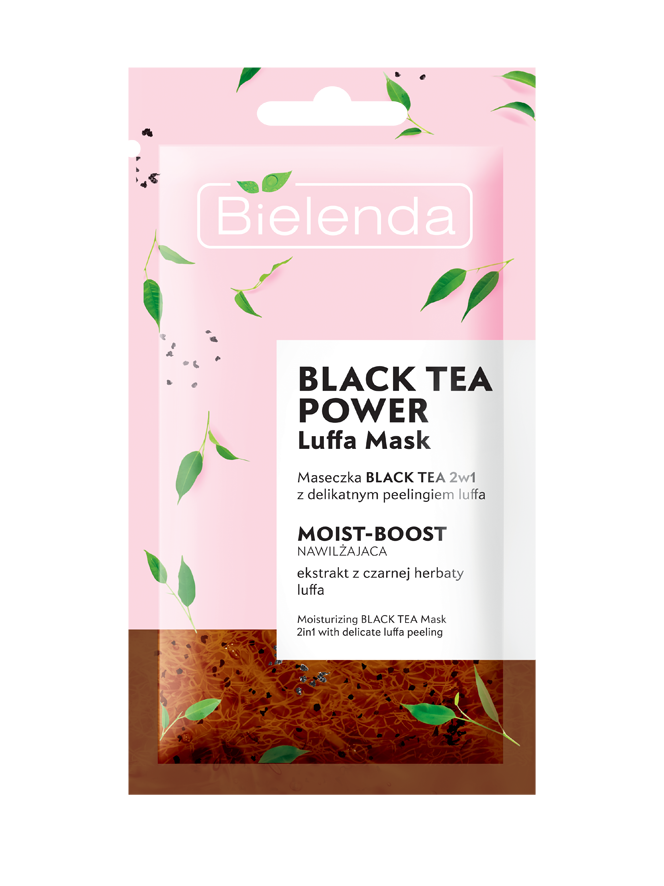 Bielenda
BLACK TEA
POWER
Luffa Mask
Maseczka BLACK TEA 2w1
z delikatnym peelingiem luffa
MOIST-BOOST
NAWILŻAJACA
ekstrakt z czarnej herbaty
luffa
Moisturizing BLACK TEA Mask
2in1 with delicate luffa peeling